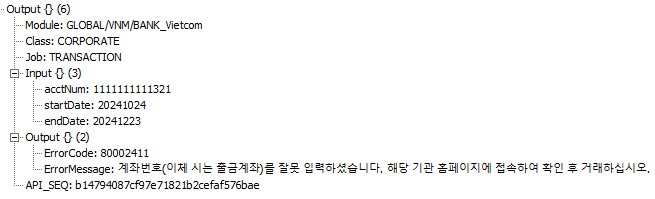 Output {} (6)
Module: GLOBAL/VNM/BANK_Vietcom
Class: CORPORATE
Job: TRANSACTION
Input {} (3)
acctNum: 1111111111321
startDate: 20241024
endDate: 20241223
Output {} (2)
ErrorCode: 80002411
ErrorMessage: 계좌번호(이체 시는 출금계좌)를 잘못 입력하셨습니다. 해당 기관 홈페이지에 접속하여 확인 후 거래하십시오.
API_SEQ: b14794087cf97e71821b2cefaf576bae